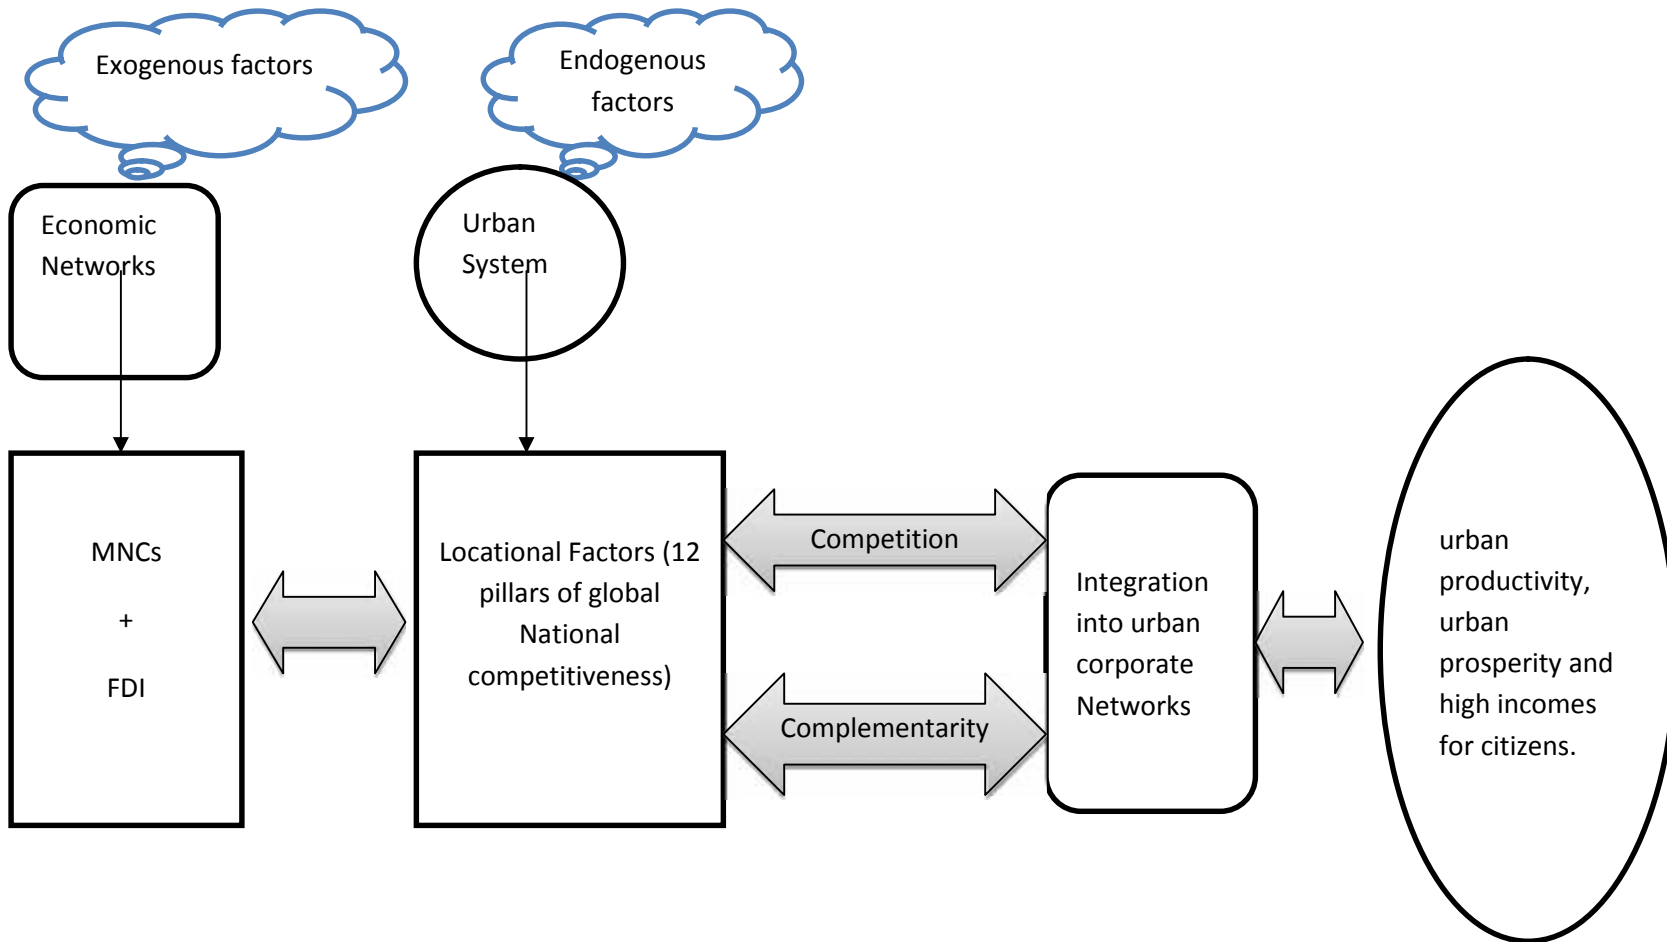 Exogenous factors
Endogenous
factors
Economic
Networks
Urban
System
MNCs
+
FDI
Locational Factors (12
pillars of global
National
competitiveness)
Competition
Complementarity
Integration
into urban
corporate
Networks
urban
productivity,
urban
prosperity and
high incomes
for citizens.